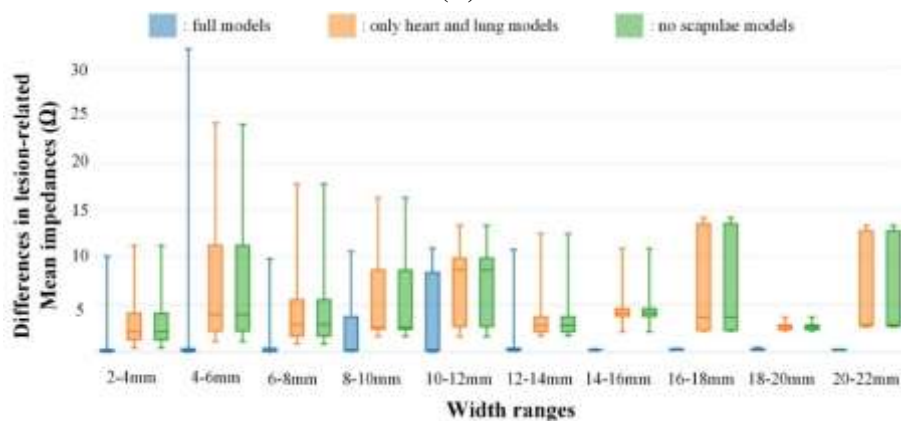 : full models : only heart and lung models : no scapulae models
Differences in lesion-related
Mean impedances (Ω)
30
25
20
15
10
5
2-4mm 4-6mm 6-8mm 8-10mm 10-12mm 12-14mm 14-16mm 16-18mm 18-20mm 20-22mm
Width ranges